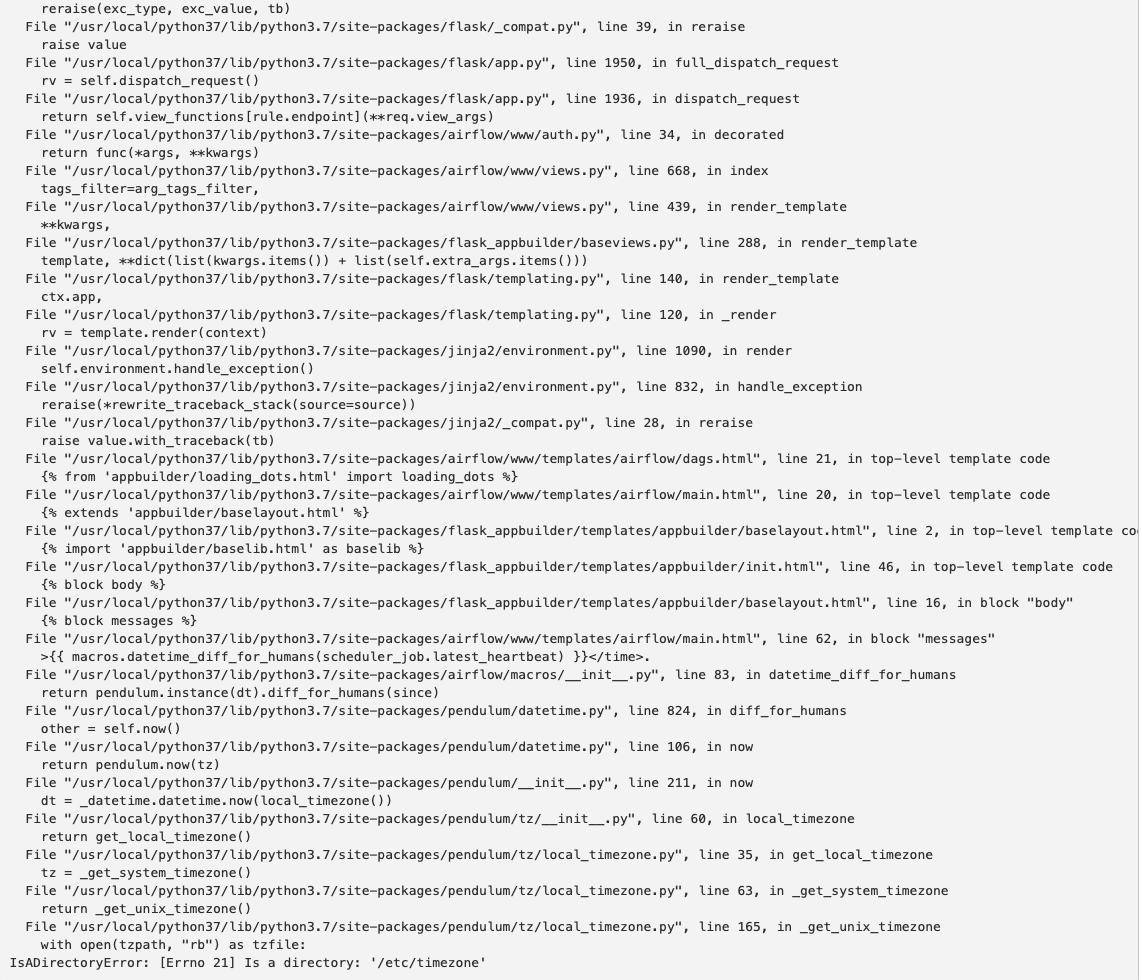 reraise(exc_type, exc_value, tb)
File "/usr/local/python37/lib/python3.7/site-packages/flask/_compat.py", line 39, in reraise
raise value
File "/usr/local/python37/lib/python3.7/site-packages/flask/app.py", line 1950, in full_dispatch_request
rv = self.dispatch_request()
File "/usr/local/python37/lib/python3.7/site-packages/flask/app.py", line 1936, in dispatch_request
return self.view_functions[rule.endpoint](**req.view_args)
File "/usr/local/python37/lib/python3.7/site-packages/airflow/www/auth.py", line 34, in decorated
return func(*args, **kwargs)
File "/usr/local/python37/lib/python3.7/site-packages/airflow/www/views.py", line 668, in index
tags_filter=arg_tags_filter,
File "/usr/local/python37/lib/python3.7/site-packages/airflow/www/views.py", line 439, in render_template
**kwargs,
File "/usr/local/python37/lib/python3.7/site-packages/flask_appbuilder/baseviews.py", line 288, in render_template
template, **dict(list(kwargs.items()) + list(self.extra_args.items()))
File "/usr/local/python37/lib/python3.7/site-packages/flask/templating.py", line 140, in render_template
ctx.app,
File "/usr/local/python37/lib/python3.7/site-packages/flask/templating.py", line 120, in _render
rv = template.render(context)
File "/usr/local/python37/lib/python3.7/site-packages/jinja2/environment.py", line 1090, in render
self.environment.handle_exception()
File "/usr/local/python37/lib/python3.7/site-packages/jinja2/environment.py", line 832, in handle_exception
reraise(*rewrite_traceback_stack(source=source))
File "/usr/local/python37/lib/python3.7/site-packages/jinja2/_compat.py", line 28, in reraise
raise value.with_traceback(tb)
File "/usr/local/python37/lib/python3.7/site-packages/airflow/www/templates/airflow/dags.html", line 21, in top-level template code
{% from 'appbuilder/loading_dots.html' import loading_dots %}
File "/usr/local/python37/lib/python3.7/site-packages/airflow/www/templates/airflow/main.html", line 20, in top-level template code
{% extends 'appbuilder/baselayout.html' %}
File "/usr/local/python37/lib/python3.7/site-packages/flask_appbuilder/templates/appbuilder/baselayout.html", line 2, in top-level template co
{% import 'appbuilder/baselib.html' as baselib %}
File "/usr/local/python37/lib/python3.7/site-packages/flask_appbuilder/templates/appbuilder/init.html", line 46, in top-level template code
{% block body %}
File "/usr/local/python37/lib/python3.7/site-packages/flask_appbuilder/templates/appbuilder/baselayout.html", line 16, in block "body"
{% block messages %}
File "/usr/local/python37/lib/python3.7/site-packages/airflow/www/templates/airflow/main.html", line 62, in block "messages"
>{{ macros.datetime_diff_for_humans(scheduler_job.latest_heartbeat) }}</time>.
File "/usr/local/python37/lib/python3.7/site-packages/airflow/macros/__init__.py", line 83, in datetime_diff_for_humans
return pendulum.instance(dt).diff_for_humans(since)
File "/usr/local/python37/lib/python3.7/site-packages/pendulum/datetime.py", line 824, in diff_for_humans
other = self.now()
File "/usr/local/python37/lib/python3.7/site-packages/pendulum/datetime.py", line 106, in now
return pendulum.now(tz)
File "/usr/local/python37/lib/python3.7/site-packages/pendulum/__init__.py", line 211, in now
dt = _datetime.datetime.now(local_timezone())
File "/usr/local/python37/lib/python3.7/site-packages/pendulum/tz/__init__.py", line 60, in local_timezone
return get_local_timezone()
File "/usr/local/python37/lib/python3.7/site-packages/pendulum/tz/local_timezone.py", line 35, in get_local_timezone
tz = _get_system_timezone()
File "/usr/local/python37/lib/python3.7/site-packages/pendulum/tz/local_timezone.py", line 63, in _get_system_timezone
return _get_unix_timezone()
File "/usr/local/python37/lib/python3.7/site-packages/pendulum/tz/local_timezone.py", line 165, in _get_unix_timezone
with open(tzpath, "rb") as tzfile:
IsADirectoryError: [Errno 21] Is a directory: '/etc/timezone'